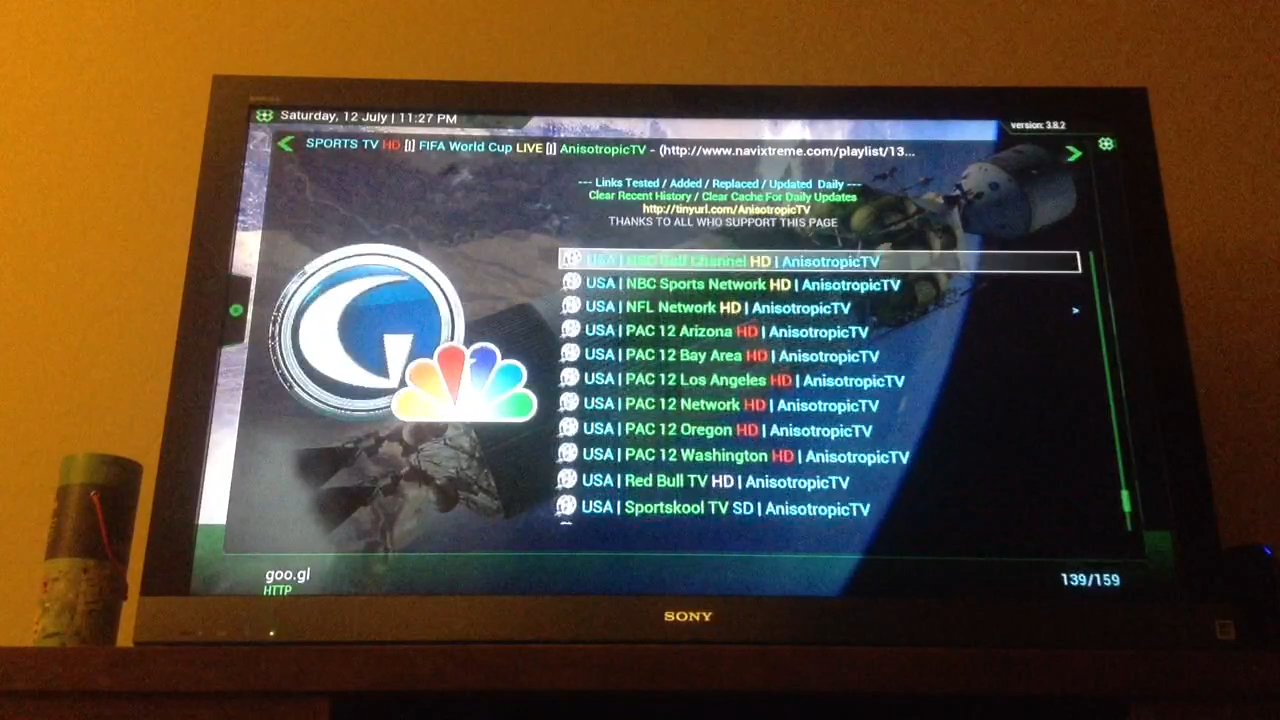 Saturday, 12 July | 11:27 PM
version: 3.8.2
SPORTS TV HD [|] FIFA World Cup LIVE [|] AnisotropicTV - (http://www.navixtreme.com/playlist/13...
--- Links Tested / Added / Replaced / Updated Daily ---
Clear Recent History / Clear Cache For Daily Updates
http://tinyurl.com/AnisotropicTV
THANKS TO ALL WHO SUPPORT THIS PAGE
USA | NBC Golf Channel HD | AnisotropicTV
USA | NBC Sports Network HD | AnisotropicTV
USA | NFL Network HD | AnisotropicTV
USA | PAC 12 Arizona HD | AnisotropicTV
USA | PAC 12 Bay Area HD | AnisotropicTV
USA | PAC 12 Los Angeles HD | AnisotropicTV
USA | PAC 12 Network HD | AnisotropicTV
USA | PAC 12 Oregon HD | AnisotropicTV
USA | PAC 12 Washington HD | AnisotropicTV
USA | Red Bull TV HD | AnisotropicTV
USA | Sportskool TV SD | AnisotropicTV
goo.gl
HTTP
139/159
SONY